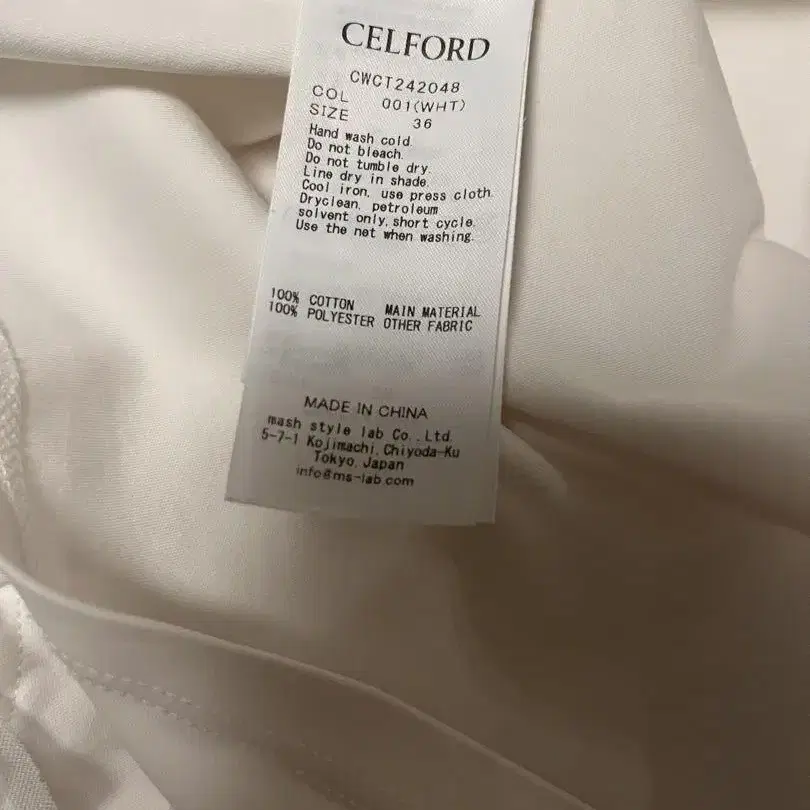 CELFORD
CWCT242048
COL 001(WHT)
SIZE 36
Hand wash cold.
Do not bleach.
Do not tumble dry.
Line dry in shade.
Cool iron, use press cloth.
Dryclean, petroleum
solvent only, short cycle.
Use the net when washing.
100% COTTON MAIN MATERIAL
100% POLYESTER OTHER FABRIC
MADE IN CHINA
mash style lab Co., Ltd.
5-7-1 Kojimachi, Chiyoda-Ku
Tokyo, Japan
info@ms-lab.com